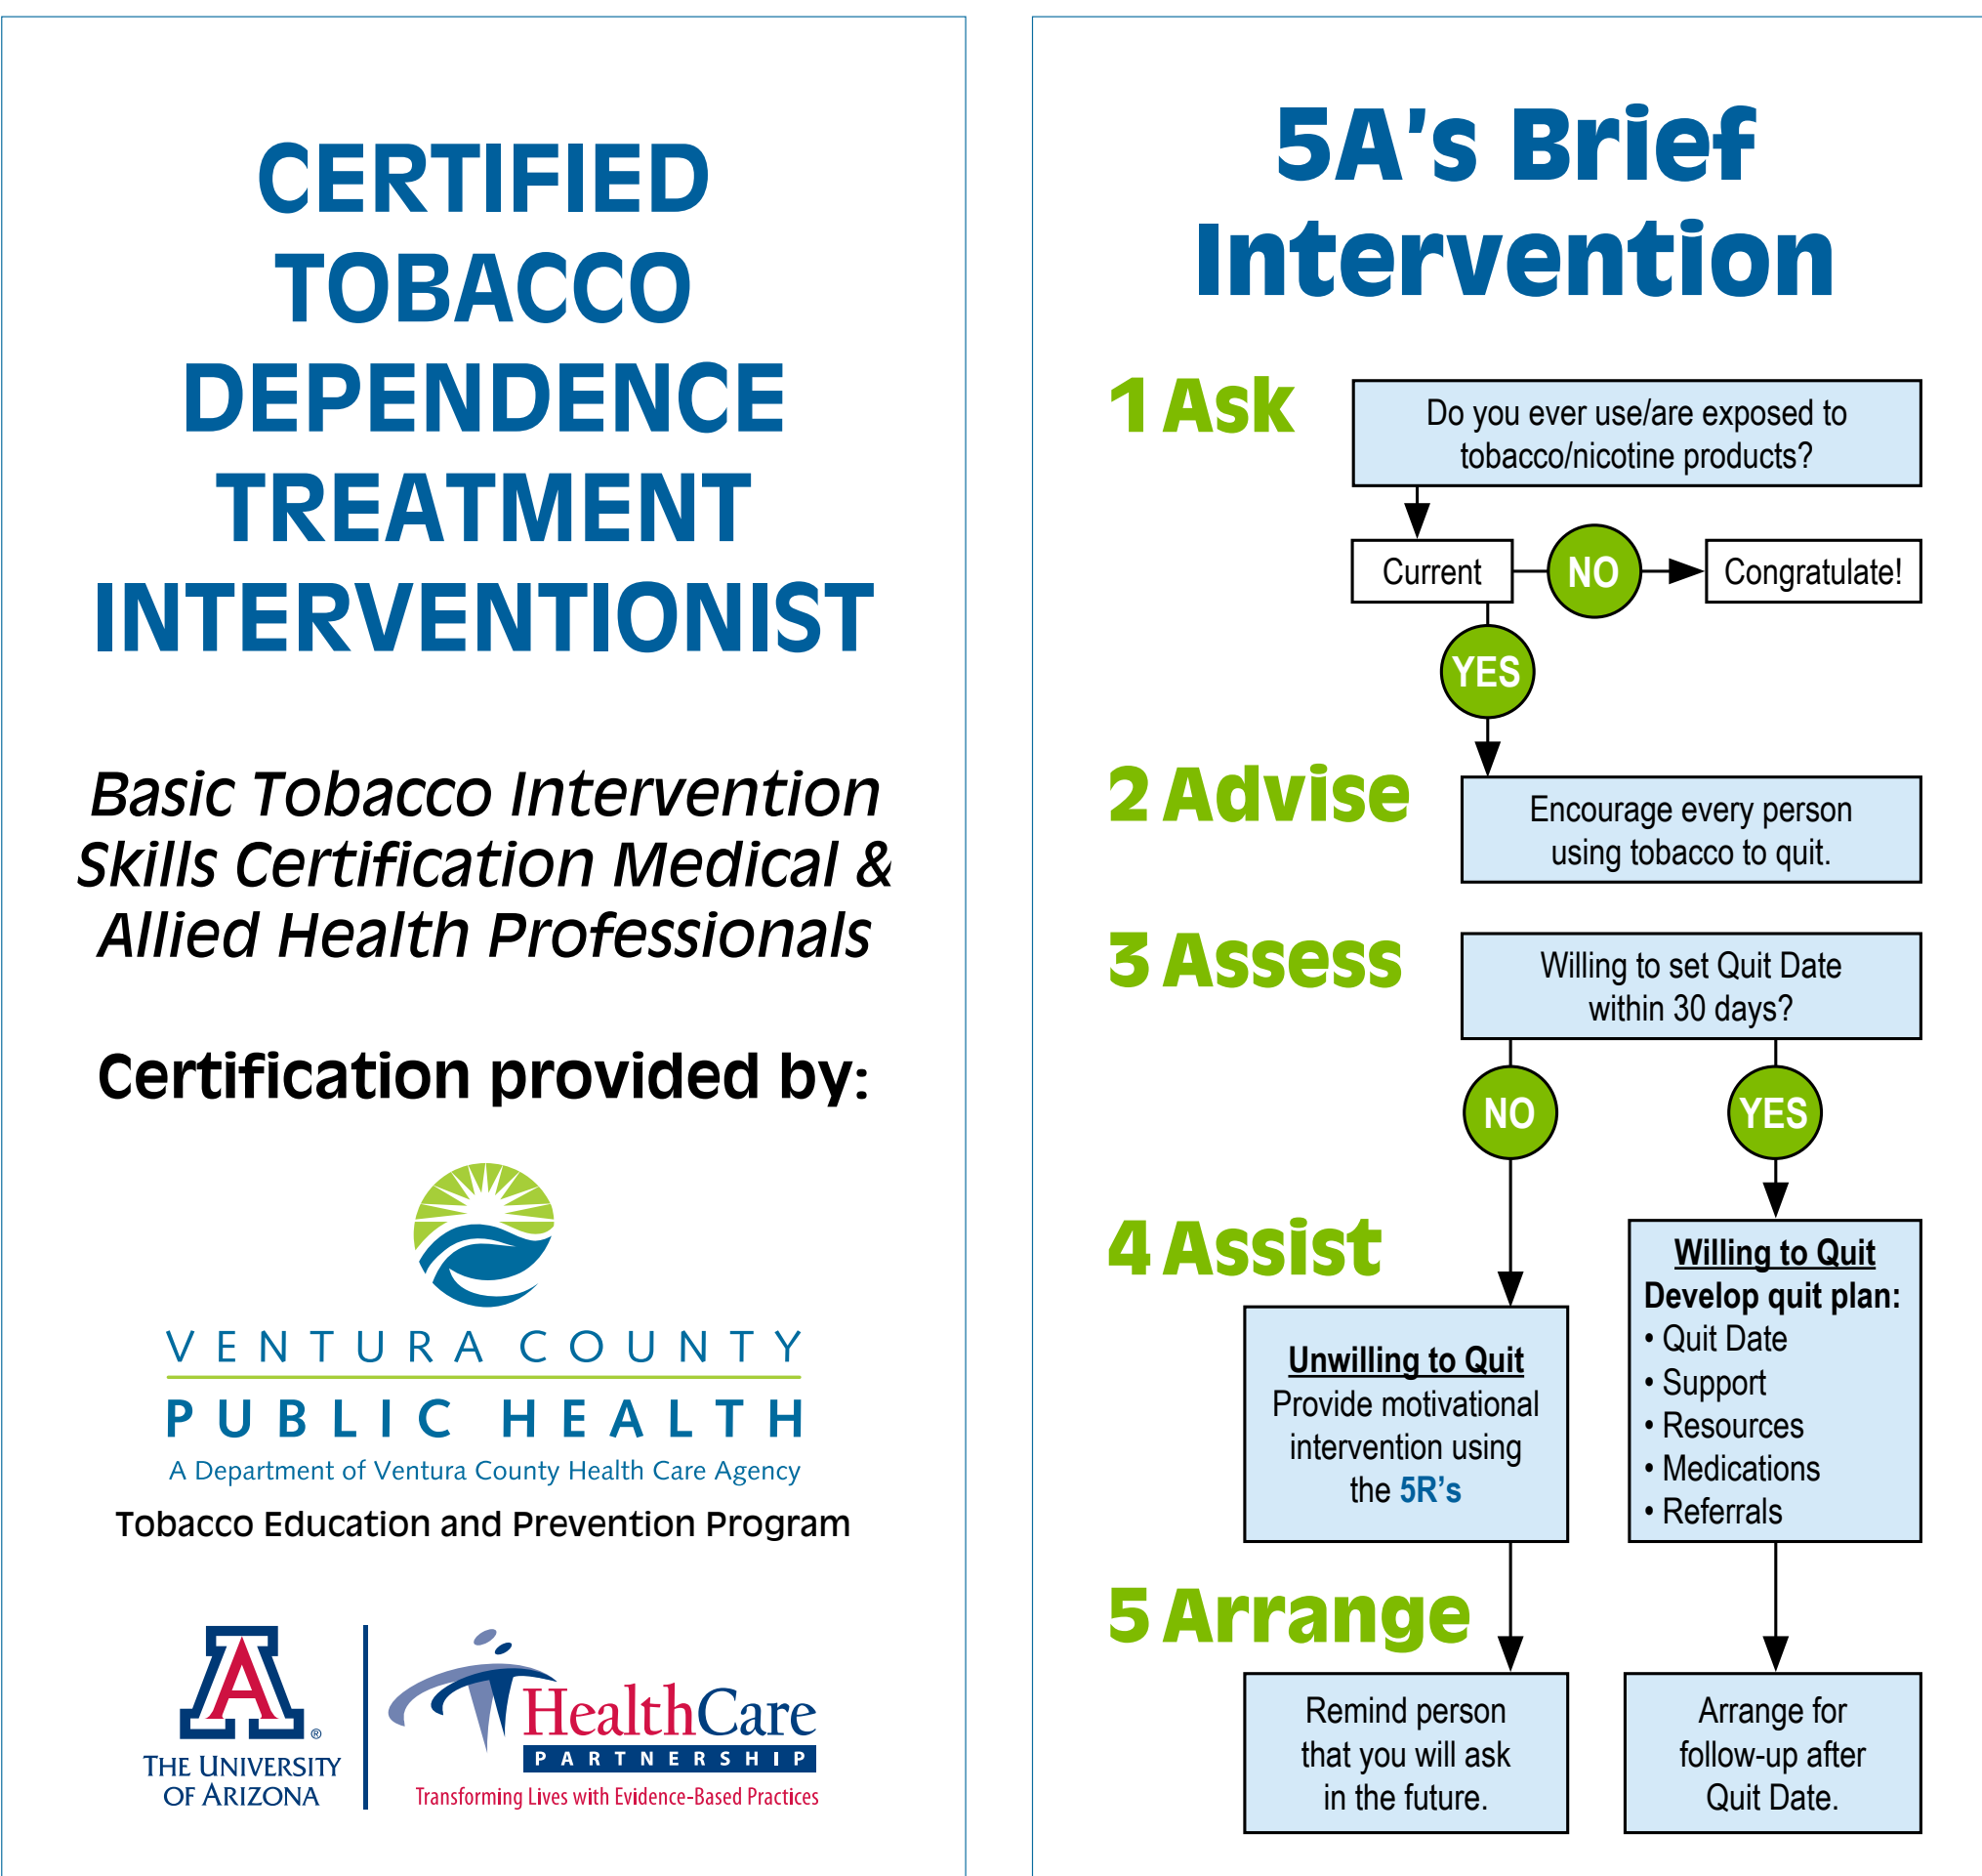 CERTIFIED
TOBACCO
DEPENDENCE
TREATMENT
INTERVENTIONIST
Basic Tobacco Intervention
Skills Certification Medical &
Allied Health Professionals
Certification provided by:
VENTURA COUNTY
PUBLIC HEALTH
A Department of Ventura County Health Care Agency
Tobacco Education and Prevention Program
A®
THE UNIVERSITY
OF ARIZONA
HealthCare
PARTNERSHIP
Transforming Lives with Evidence-Based Practices
5A's Brief
Intervention
1 Ask
Do you ever use/are exposed to
tobacco/nicotine products?
Current
NO
Congratulate!
YES
2 Advise
Encourage every person
using tobacco to quit.
3 Assess
Willing to set Quit Date
within 30 days?
NO
YES
4 Assist
Unwilling to Quit
Provide motivational
intervention using
the 5R's
Willing to Quit
Develop quit plan:
• Quit Date
• Support
• Resources
• Medications
• Referrals
5 Arrange
Remind person
that you will ask
in the future.
Arrange for
follow-up after
Quit Date.